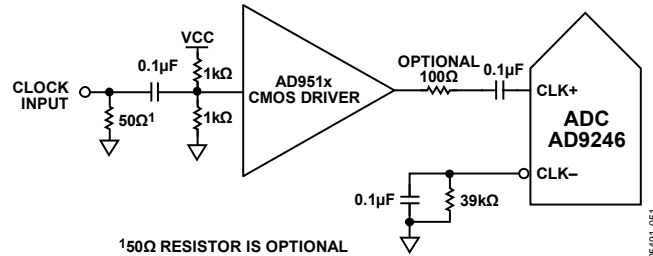 VCC
0.1µF
1kΩ
CLOCK
INPUT
50Ω¹
1kΩ
AD951x
CMOS DRIVER
OPTIONAL
100Ω
0.1µF
CLK+
ADC
AD9246
CLK–
0.1µF
39kΩ
¹50Ω RESISTOR IS OPTIONAL